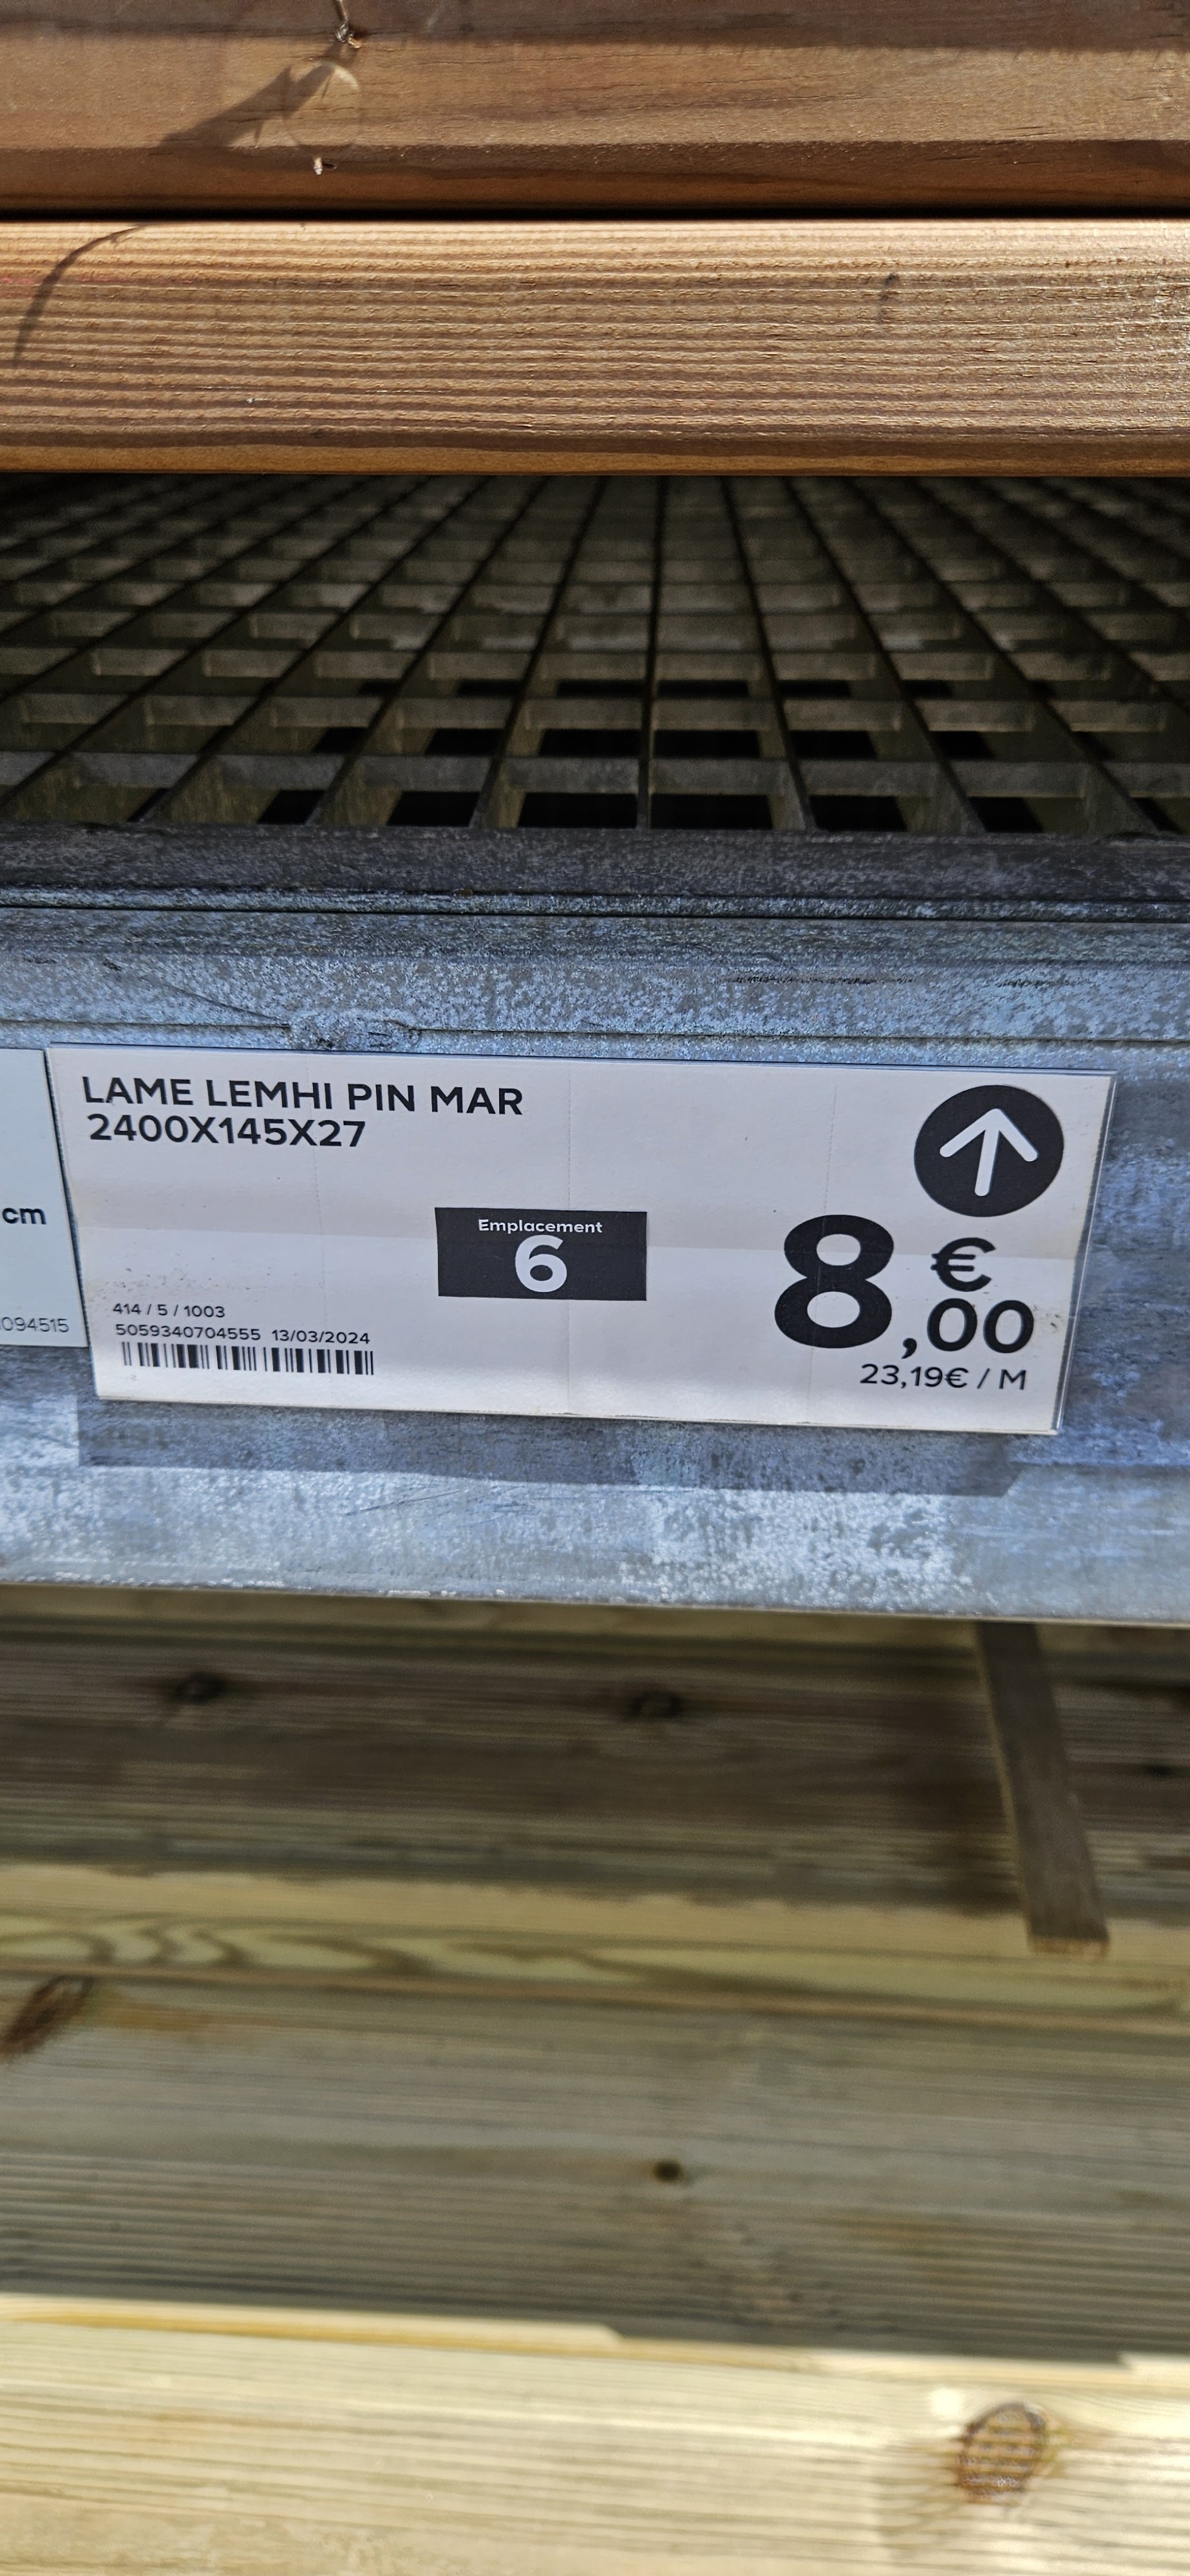 LAME LEMHI PIN MAR
2400X145X27
Emplacement
6
8 €
,00
23,19€ / M
414 / 5 / 1003
5059340704555 13/03/2024
cm
094515